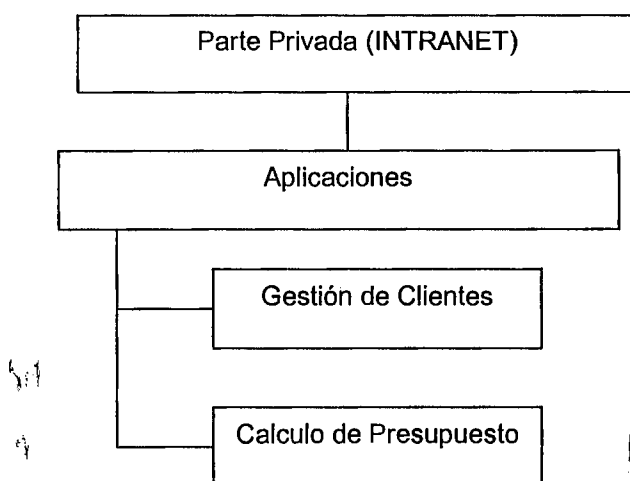 Parte Privada (INTRANET)
Aplicaciones
Gestión de Clientes
Calculo de Presupuesto